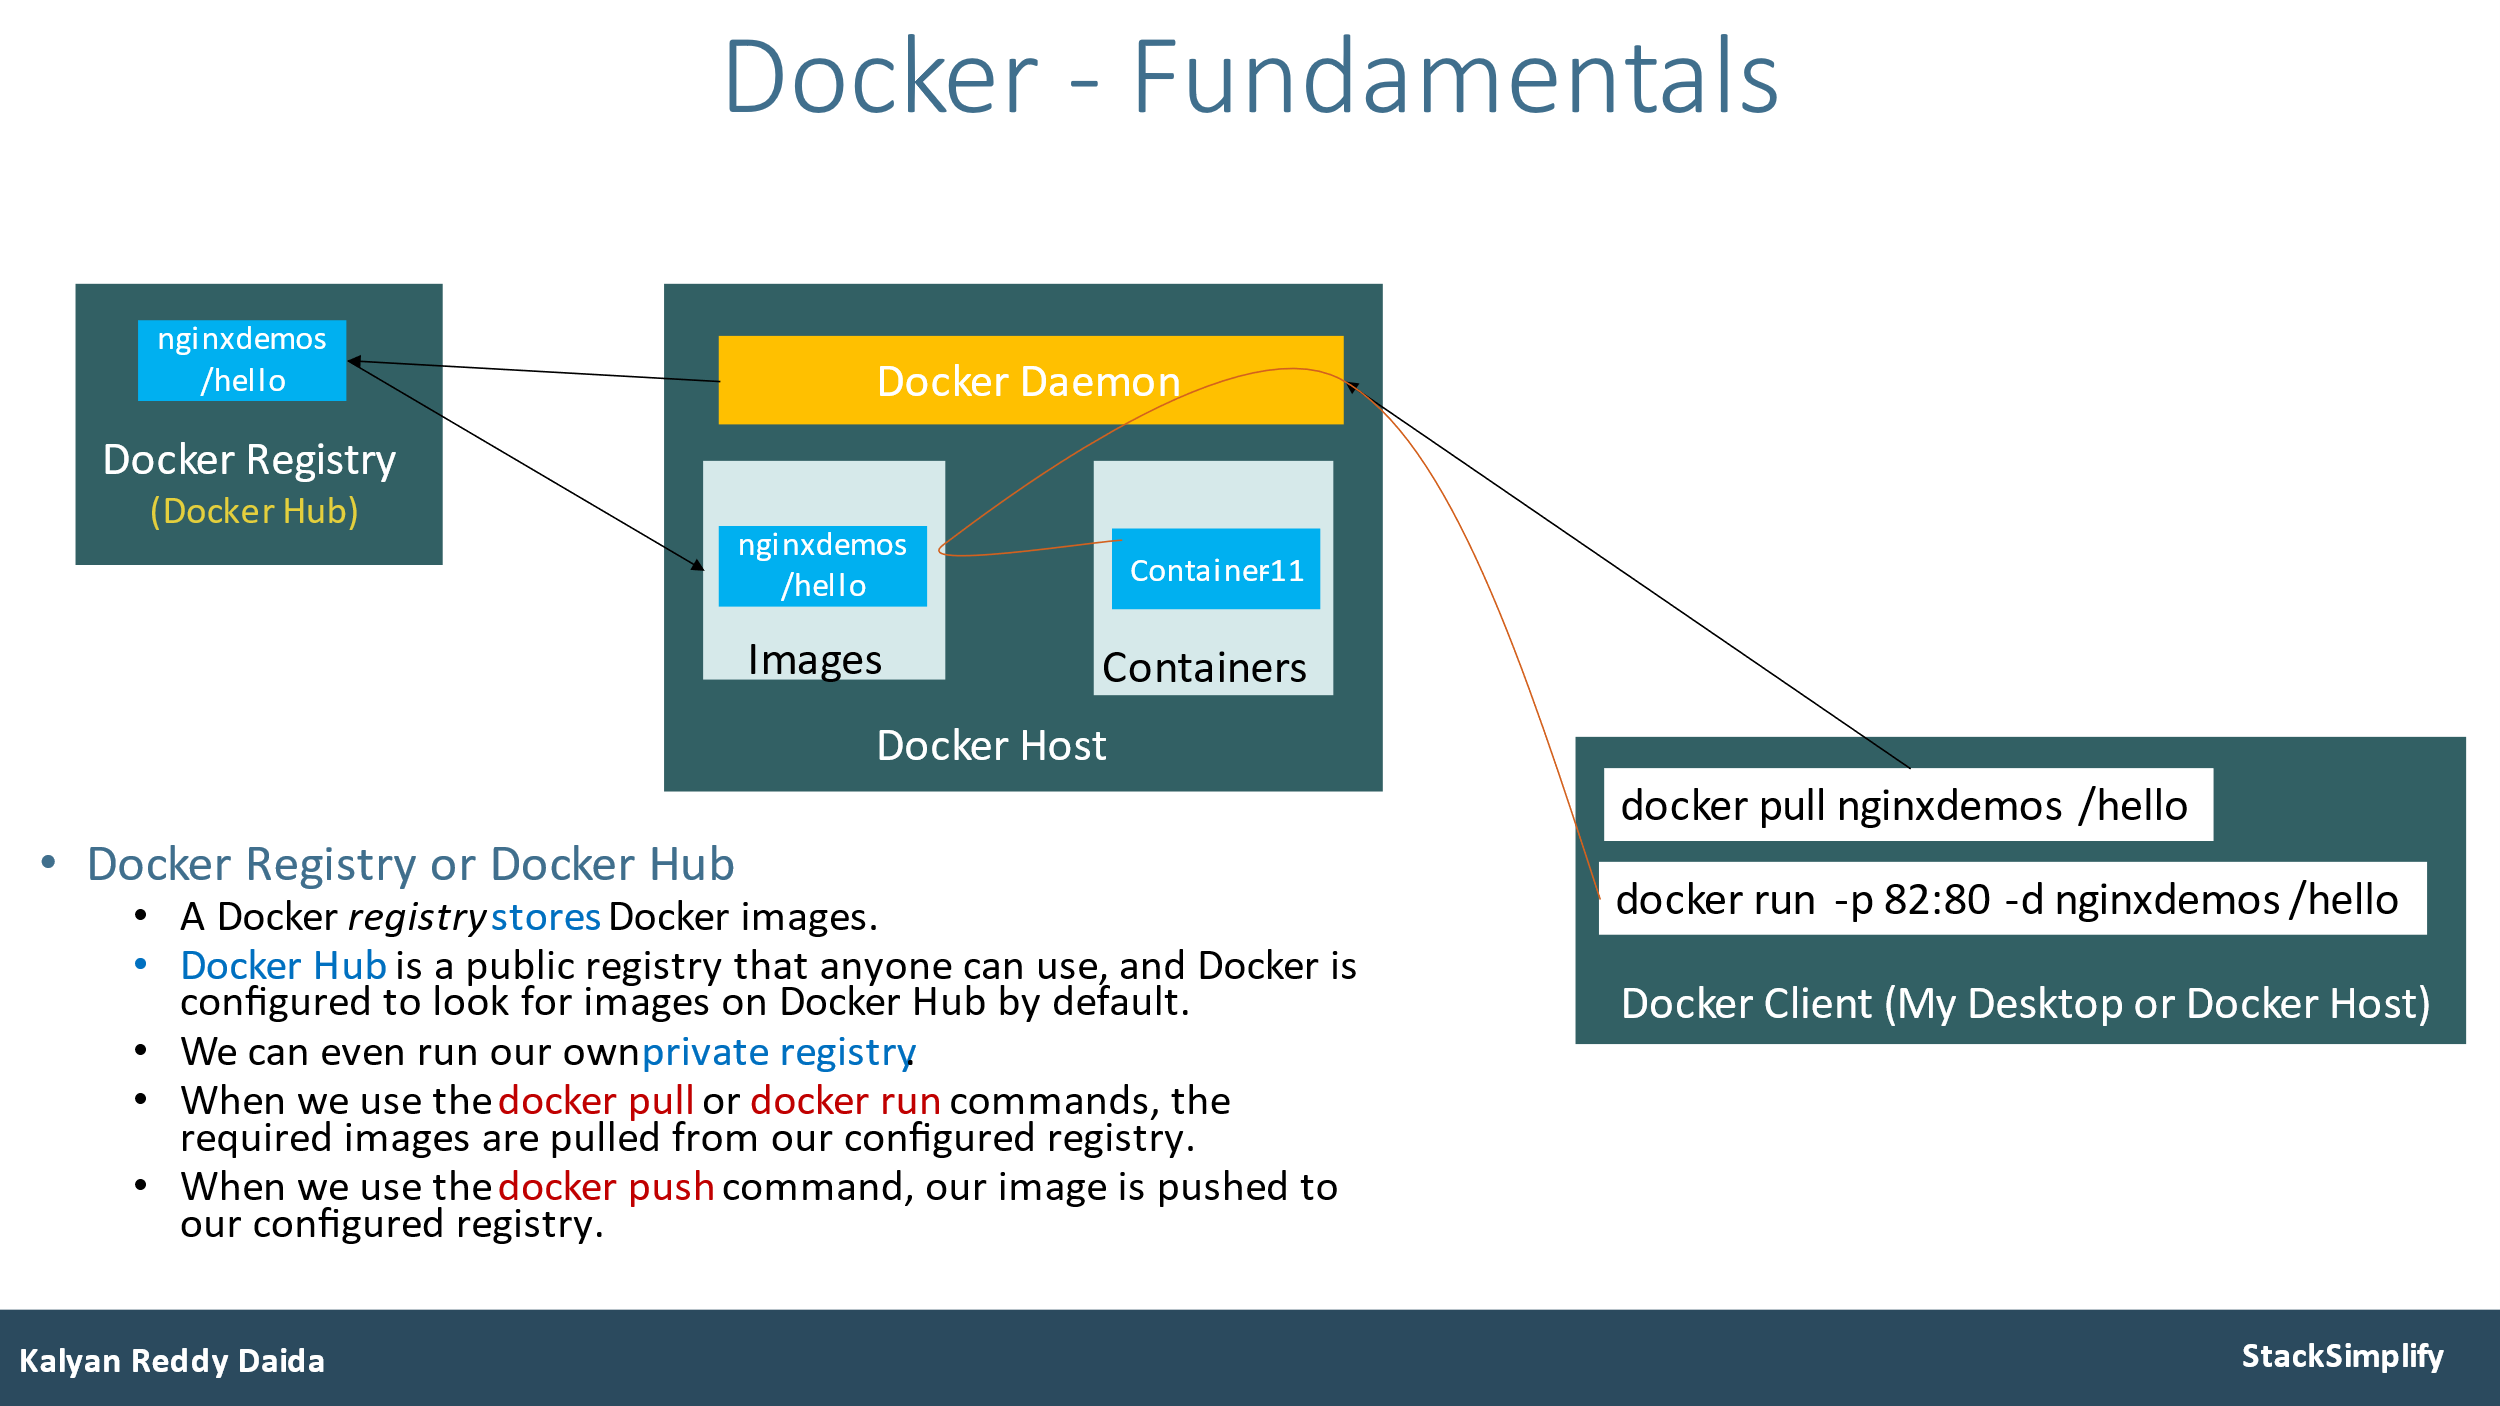 Docker - Fundamentals
nginxdemos
/hello
Docker Registry
(Docker Hub)
Docker Daemon
nginxdemos
/hello
Images
Container-11
Containers
Docker Host
docker pull nginxdemos /hello
docker run -p 82:80 -d nginxdemos /hello
Docker Client (My Desktop or Docker Host)
• Docker Registry or Docker Hub
• A Docker registry stores Docker images.
• Docker Hub is a public registry that anyone can use, and Docker is
configured to look for images on Docker Hub by default.
• We can even run our own private registry.
• When we use the docker pull or docker run commands, the
required images are pulled from our configured registry.
• When we use the docker push command, our image is pushed to
our configured registry.
Kalyan Reddy Daida
StackSimplify